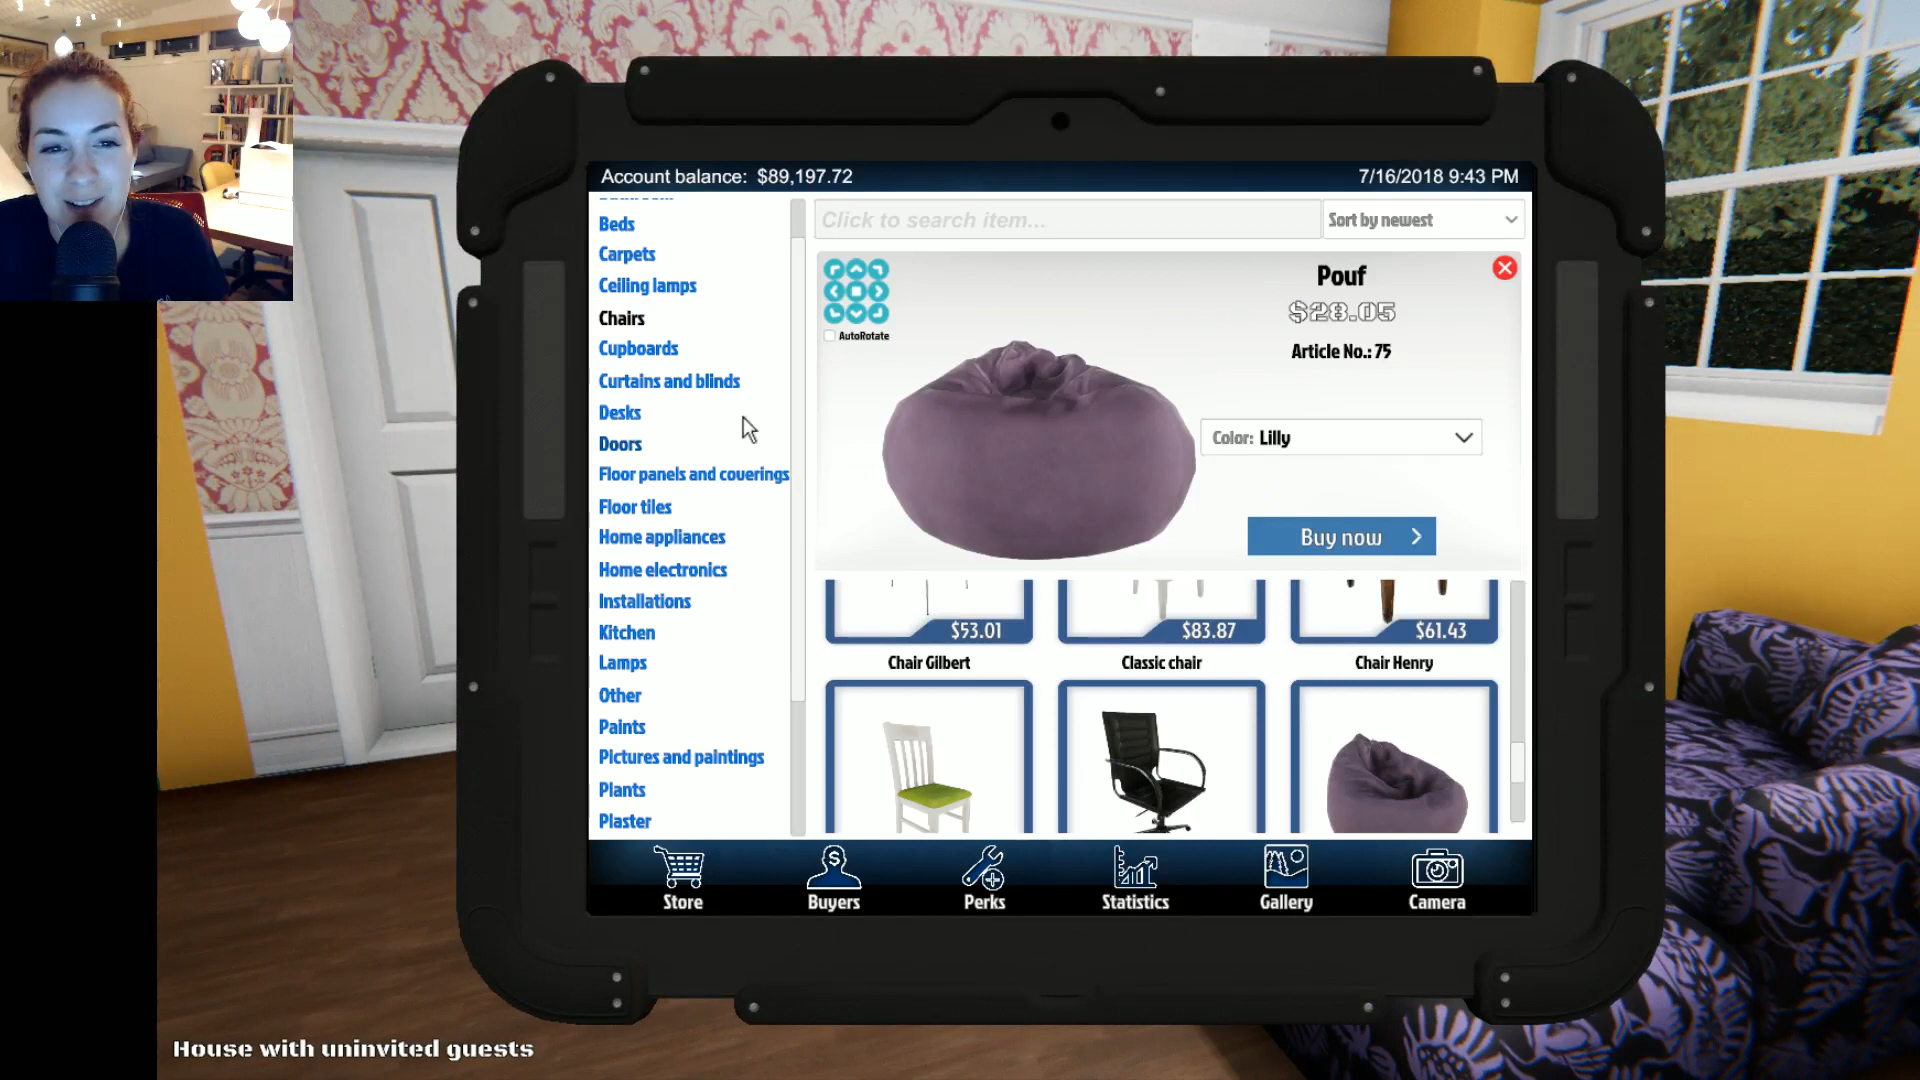 Account balance: $89,197.72
7/16/2018 9:43 PM
Beds
Carpets
Ceiling lamps
Chairs
Cupboards
Curtains and blinds
Desks
Doors
Floor panels and coverings
Floor tiles
Home appliances
Home electronics
Installations
Kitchen
Lamps
Other
Paints
Pictures and paintings
Plants
Plaster
Click to search item...
Sort by newest
AutoRotate
Pouf
$28.05
Article No.: 75
Color: Lilly
Buy now
$53.01
$83.87
$61.43
Chair Gilbert
Classic chair
Chair Henry
Store
Buyers
Perks
Statistics
Gallery
Camera
House with uninvited guests